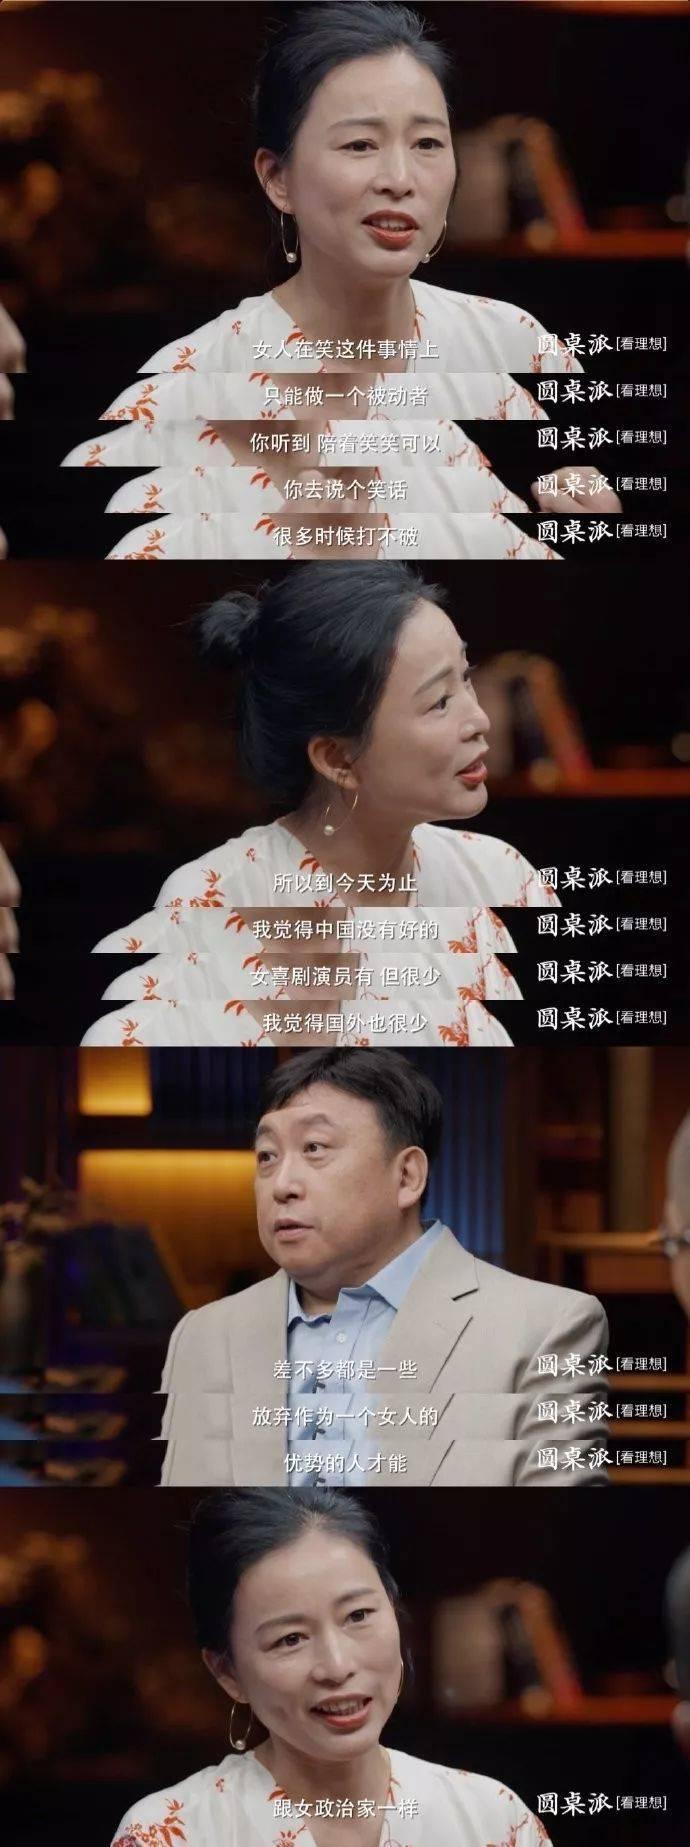 女人在笑这件事情上
圆桌派[看理想]
只能做一个被动者
圆桌派[看理想]
你听到 陪着笑笑可以
圆桌派[看理想]
你去说个笑话
圆桌派[看理想]
很多时候打不破
圆桌派[看理想]
所以到今天为止
圆桌派[看理想]
我觉得中国没有好的
圆桌派[看理想]
女喜剧演员有 但很少
圆桌派[看理想]
我觉得国外也很少
圆桌派[看理想]
差不多都是一些
圆桌派[看理想]
放弃作为一个女人的
圆桌派[看理想]
优势的人才能
圆桌派[看理想]
跟女政治家一样
圆桌派[看理想]